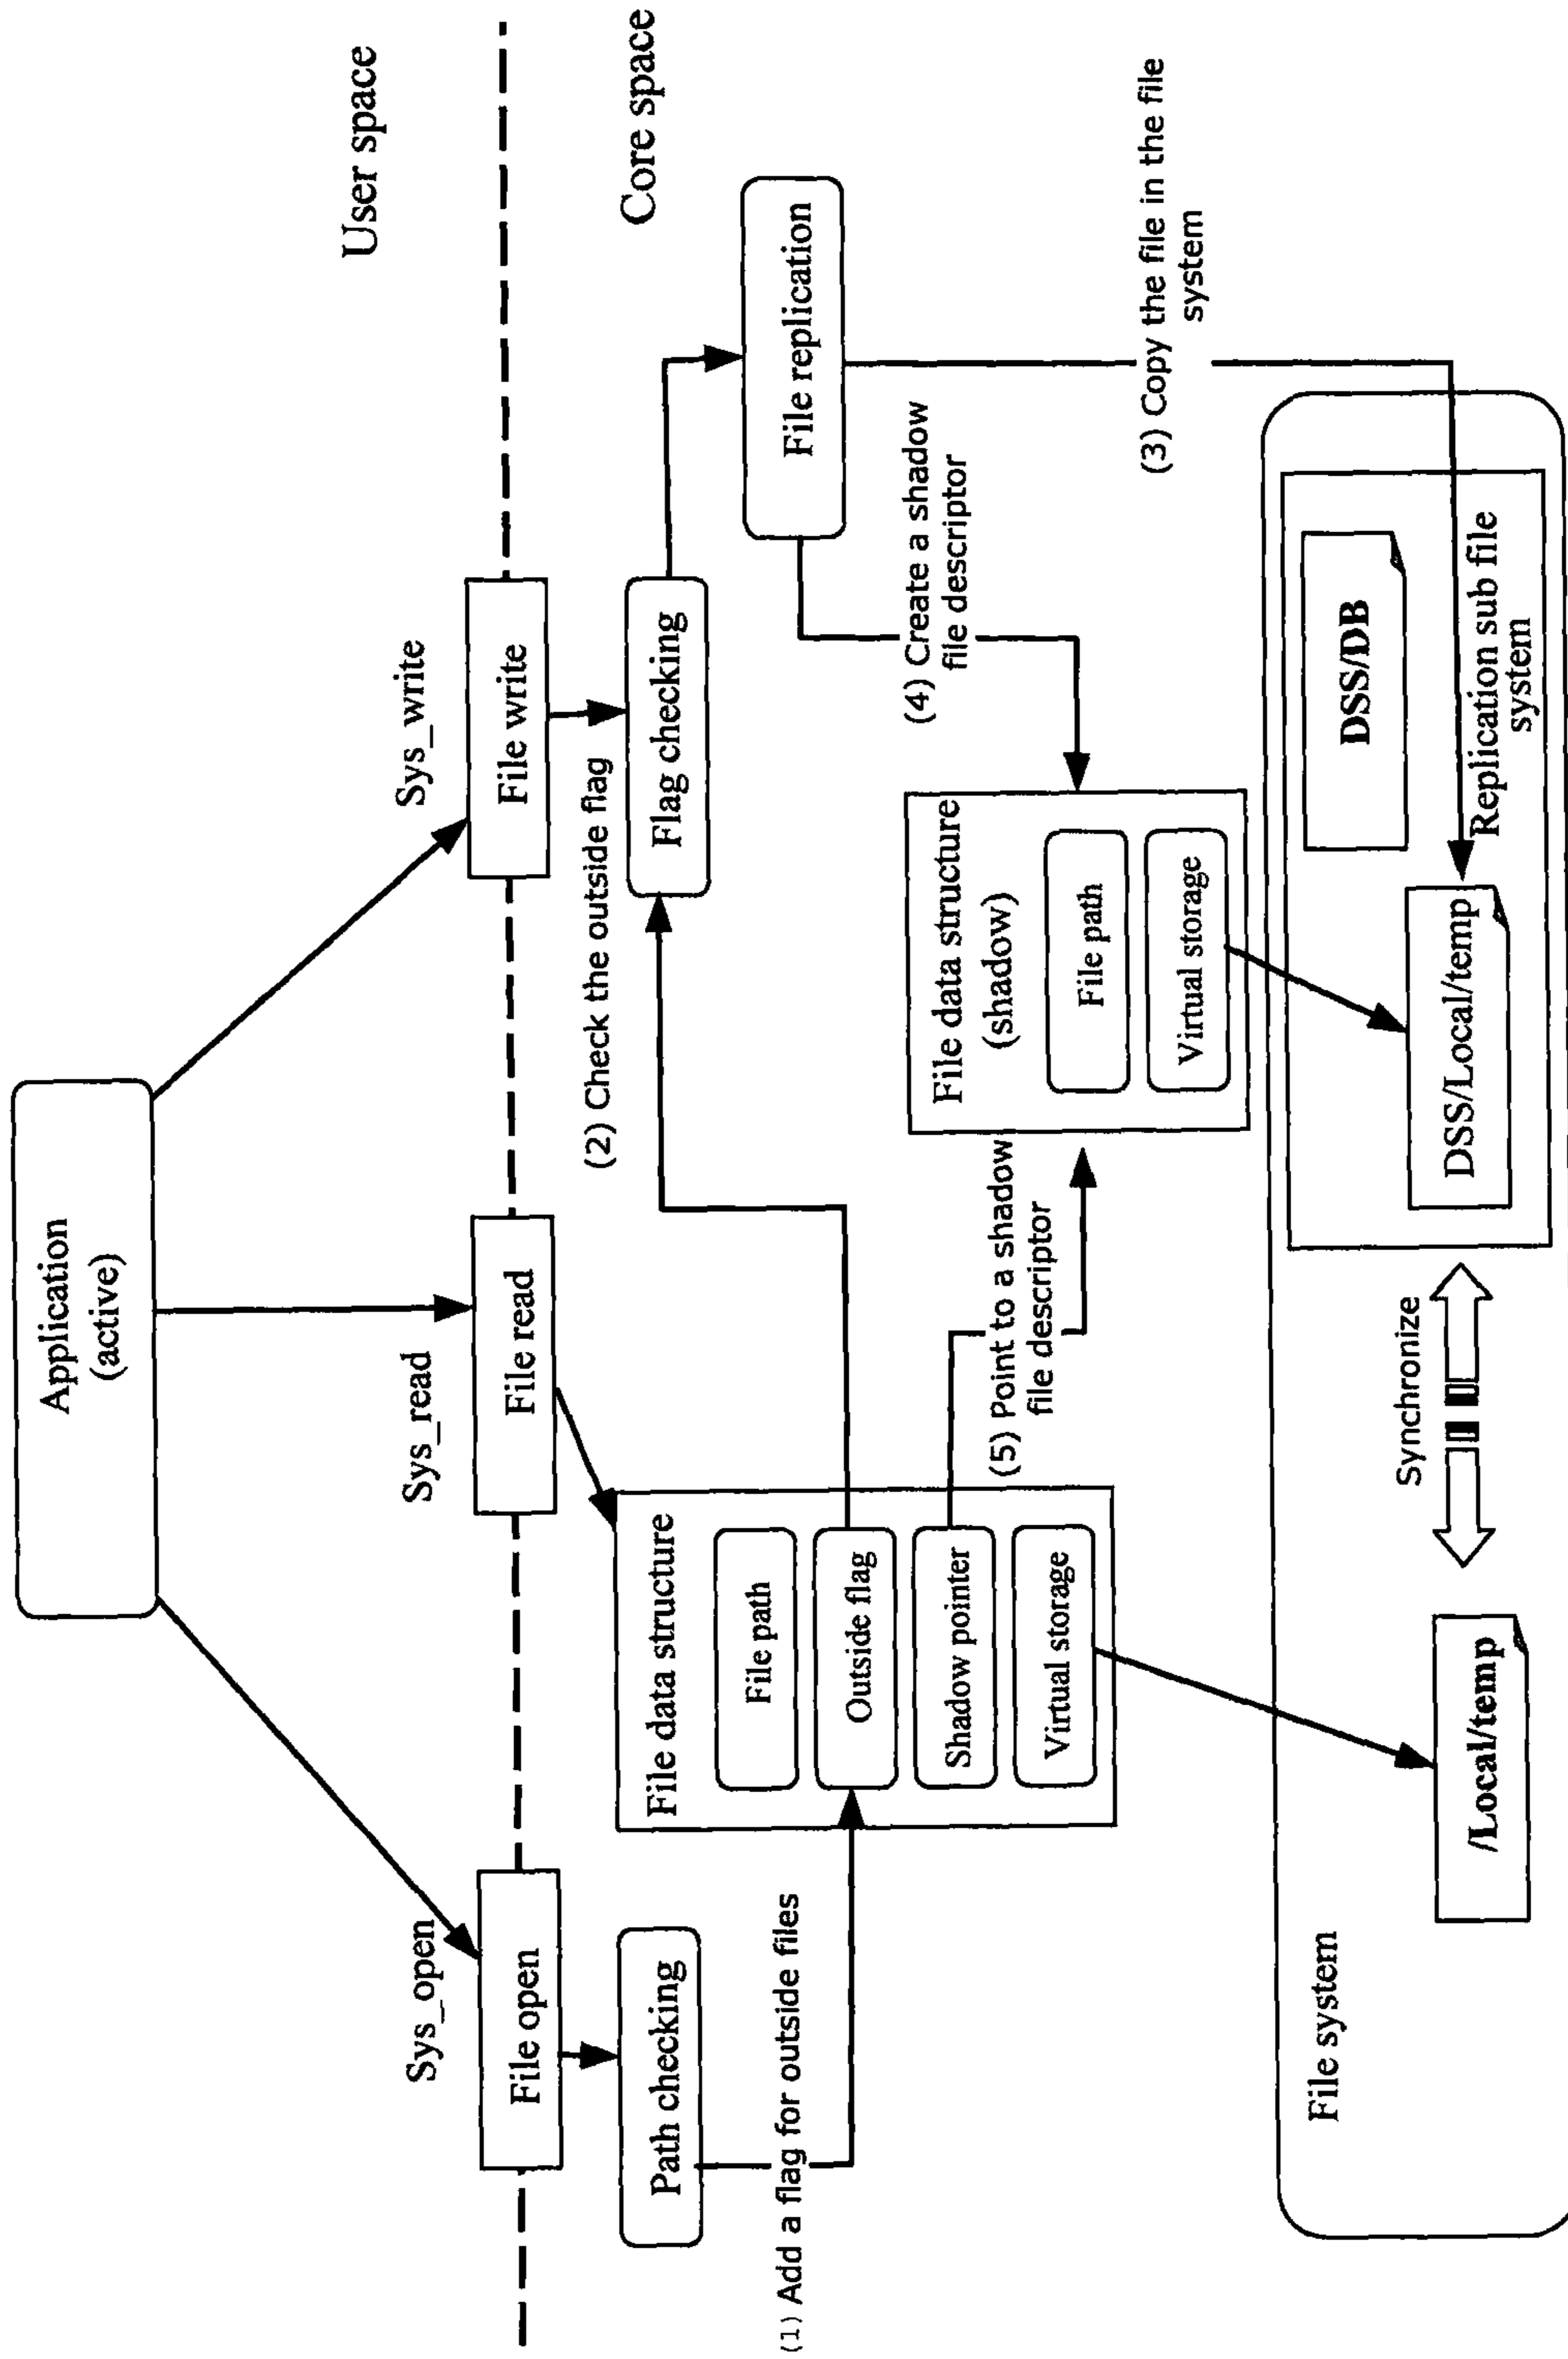 Application
(active)
User space
Sys_open
Sys_read
Sys_write
File open
File read
File write
Core space
(2) Check the outside flag
Path checking
Flag checking
File data structure
File path
Outside flag
Shadow pointer
Virtual storage
(1) Add a flag for outside files
File replication
(4) Create a shadow
file descriptor
File data structure
(shadow)
File path
Virtual storage
(5) Point to a shadow
file descriptor
(3) Copy the file in the file
system
File system
/Local/temp
Synchronize
DSS/DB
DSS/Local/temp
Replication sub file
system